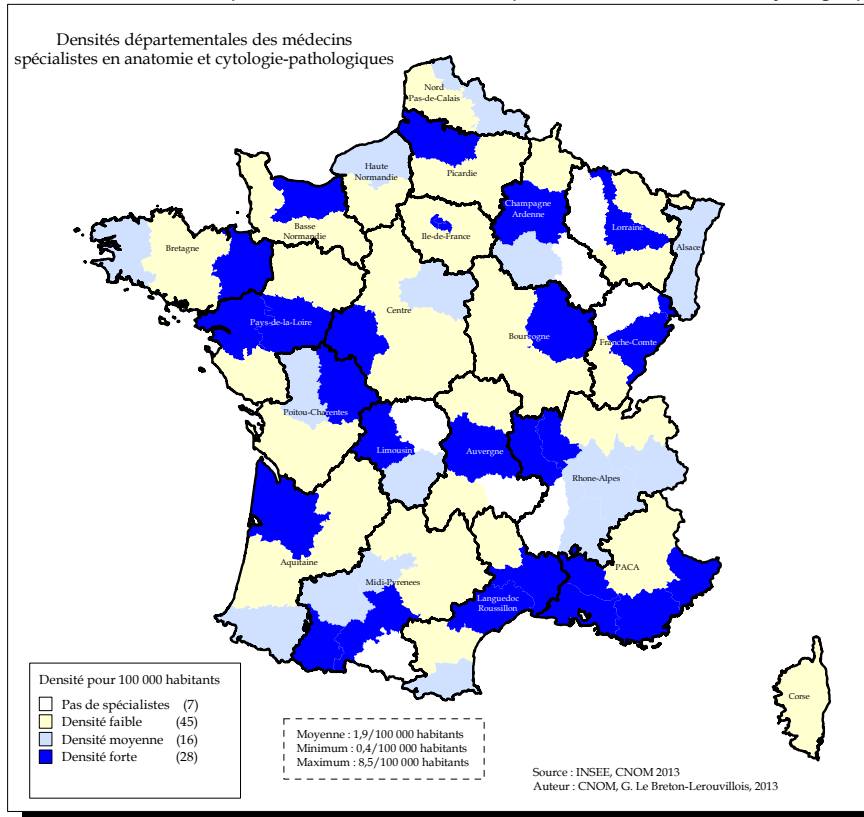 Densités départementales des médecins
spécialistes en anatomie et cytologie-pathologiques
Nord
Pas-de-Calais
Haute
Normandie
Picardie
Champagne
Ardenne
Lorraine
Alsace
Basse
Normandie
Ile-de-France
Bretagne
Centre
Pays-de-la-Loire
Bourgogne
Franche-Comte
Poitou-Charentes
Limousin
Auvergne
Rhone-Alpes
Aquitaine
Midi-Pyrenees
Languedoc
Roussillon
PACA
Corse
Densité pour 100 000 habitants
Pas de spécialistes (7)
Densité faible (45)
Densité moyenne (16)
Densité forte (28)
Moyenne : 1,9/100 000 habitants
Minimum : 0,4/100 000 habitants
Maximum : 8,5/100 000 habitants
Source : INSEE, CNOM 2013
Auteur : CNOM, G. Le Breton-Lerouvillois, 2013